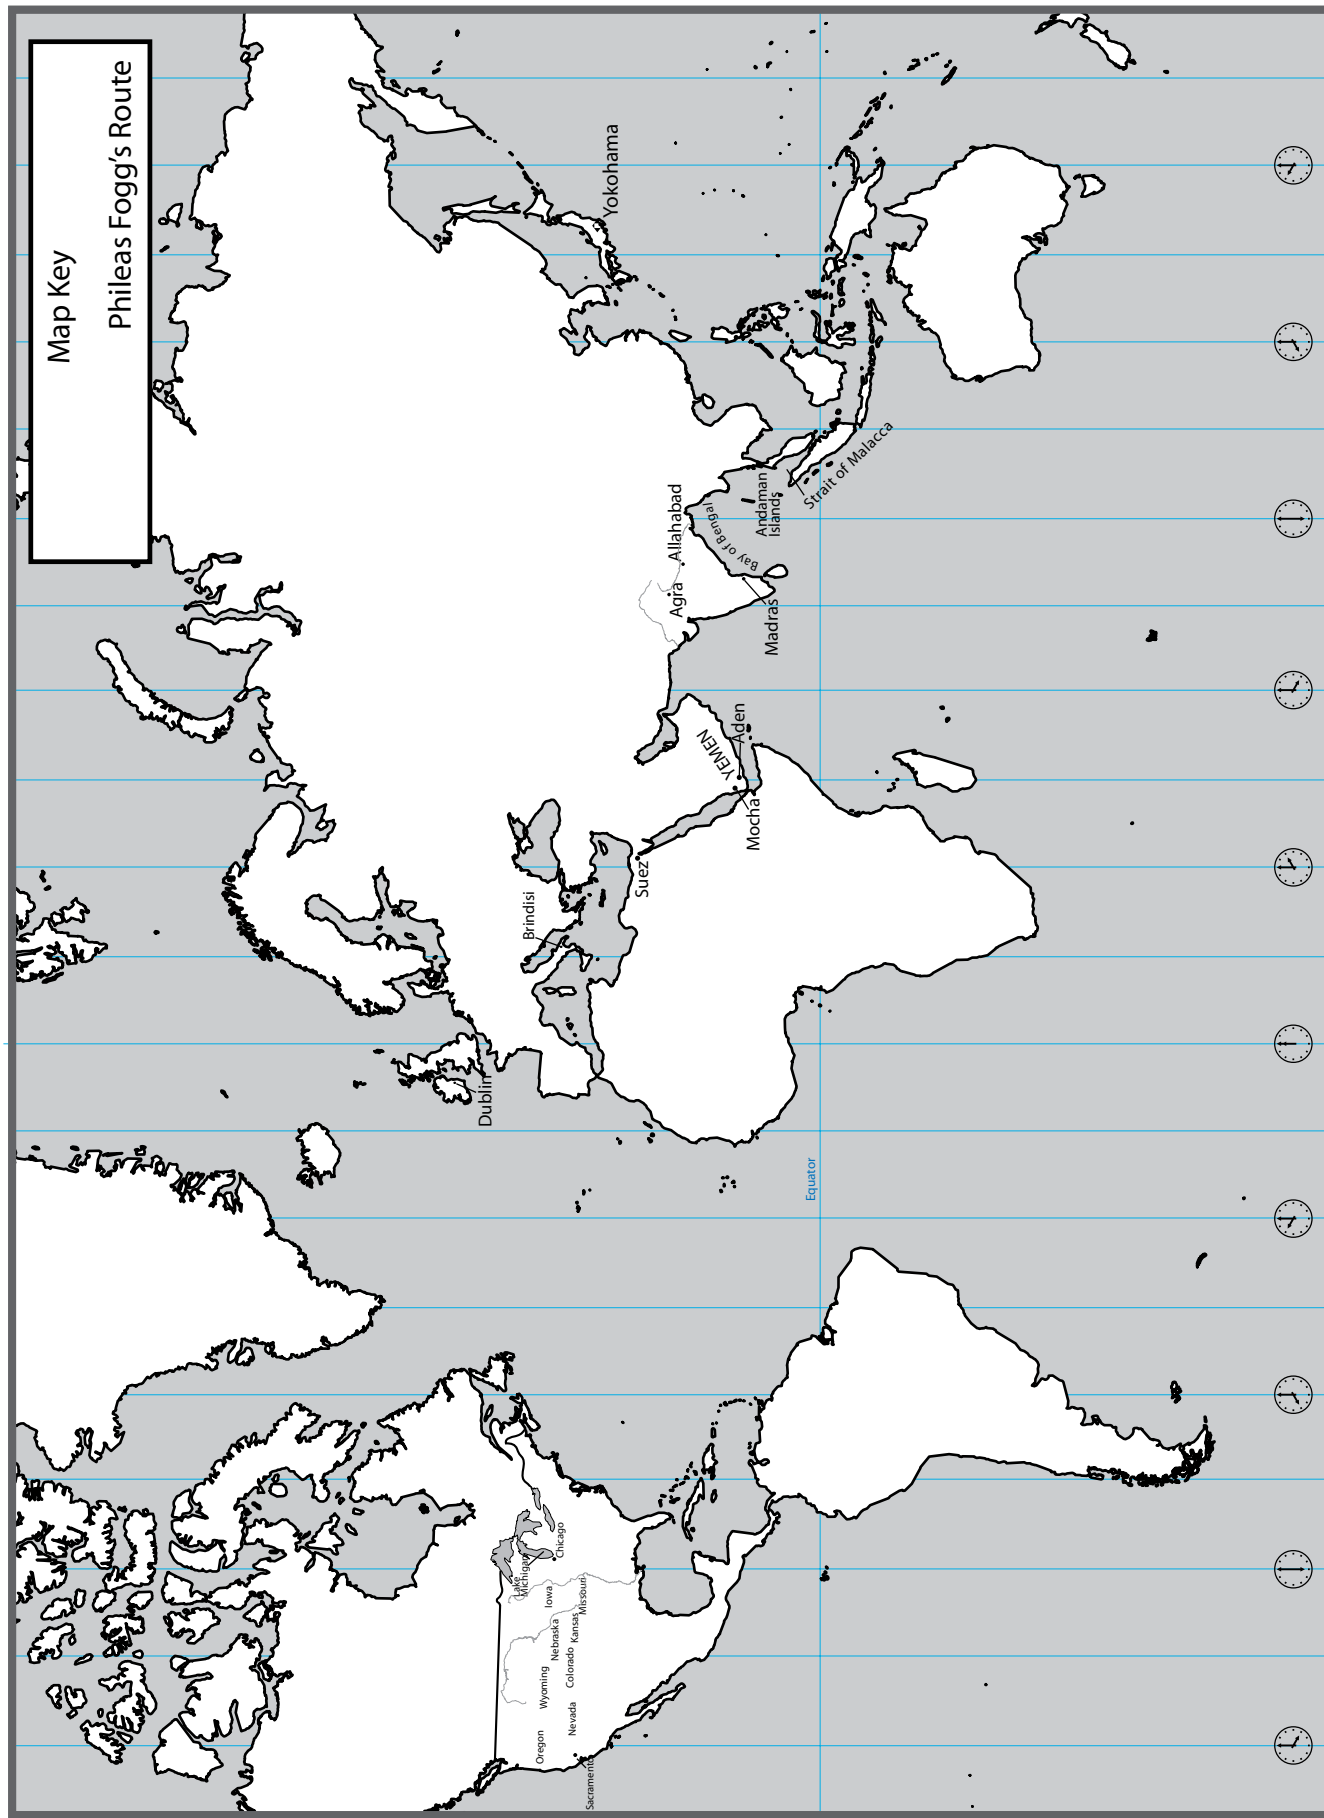 Map Key
Phileas Fogg's Route
Yokohama
Strait of Malacca
Andaman
Islands
Bay of Bengal
Allahabad
Agra
Madras
YEMEN
Aden
Mocha
Suez
Brindisi
Dublin
Equator
Chicago
Lake
Michigan
Iowa
Missouri
Nebraska
Kansas
Colorado
Wyoming
Nevada
Oregon
Sacramento